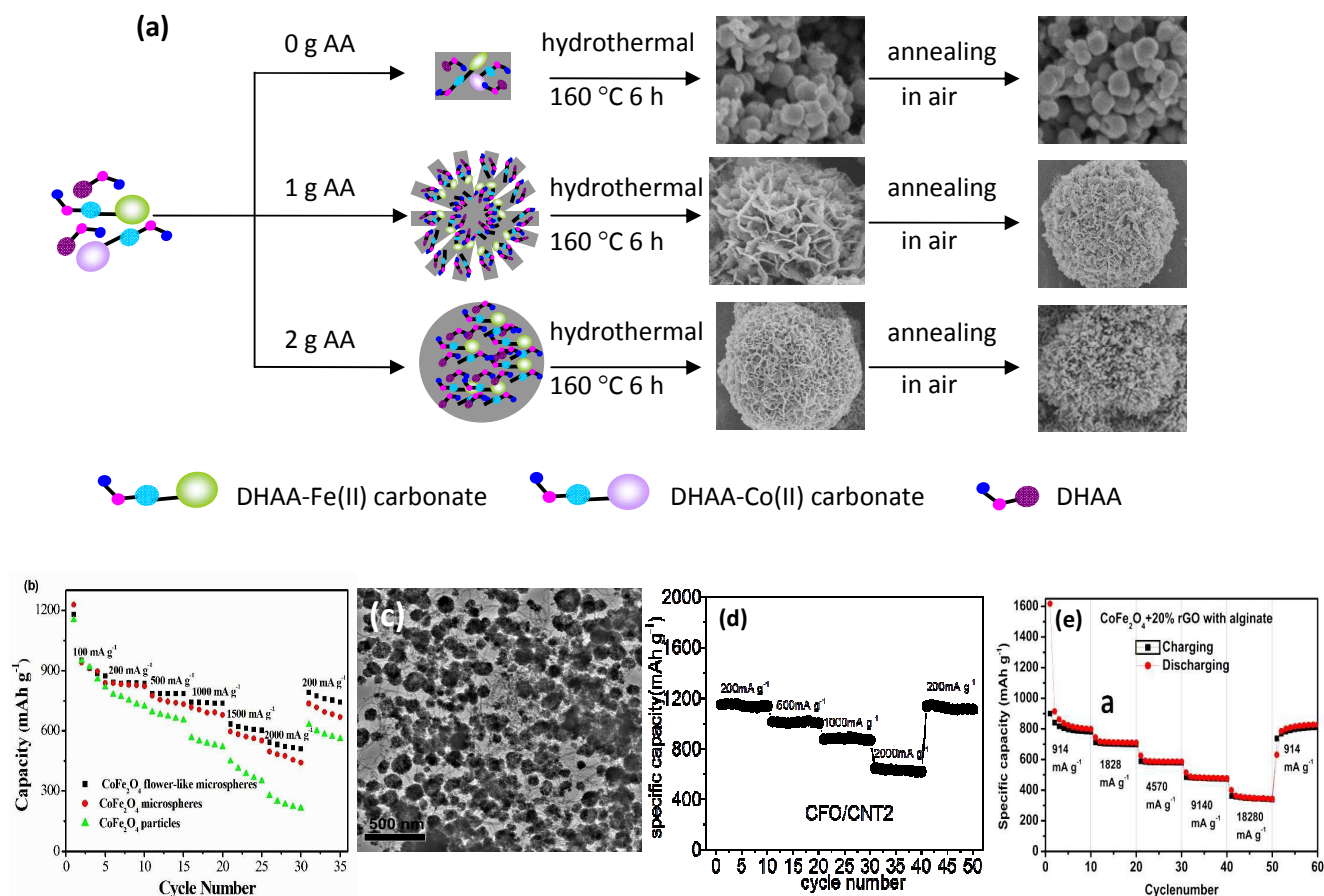 (a)
0 g AA
hydrothermal
160 °C 6 h
annealing
in air
1 g AA
hydrothermal
160 °C 6 h
annealing
in air
2 g AA
hydrothermal
160 °C 6 h
annealing
in air
DHAA-Fe(II) carbonate
DHAA-Co(II) carbonate
DHAA
(b)
Capacity (mAh g⁻¹)
1200
900
600
300
0
100 mA g⁻¹
200 mA g⁻¹
500 mA g⁻¹
1000 mA g⁻¹
1500 mA g⁻¹
2000 mA g⁻¹
200 mA g⁻¹
CoFe₂O₄ flower-like microspheres
CoFe₂O₄ microspheres
CoFe₂O₄ particles
0 5 10 15 20 25 30 35
Cycle Number
(c)
500 nm
(d)
specific capacity(mAh g⁻¹)
2000
1600
1200
800
400
0
200mA g⁻¹
500mA g⁻¹
1000mA g⁻¹
2000mA g⁻¹
200mA g⁻¹
CFO/CNT2
0 5 10 15 20 25 30 35 40 45 50
cycle number
(e)
Specific capacity (mAh g⁻¹)
1600
1400
1200
1000
800
600
400
200
0
CoFe₂O₄+20% rGO with alginate
Charging
Discharging
a
914
mA g⁻¹
1828
mA g⁻¹
4570
mA g⁻¹
9140
mA g⁻¹
18280
mA g⁻¹
914
mA g⁻¹
0 10 20 30 40 50 60
Cyclenumber